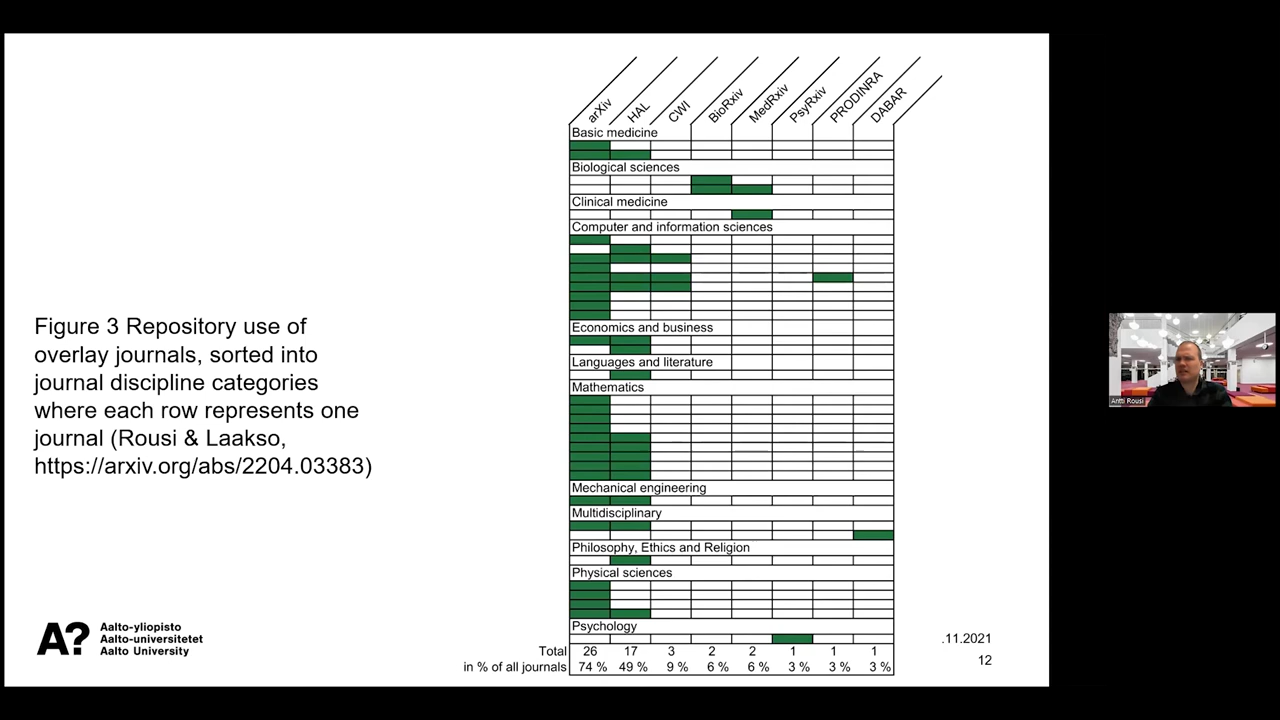 arXiv
HAL
CWI
BioRxiv
MedRxiv
PsyRxiv
PRODINRA
DABAR
Basic medicine
Biological sciences
Clinical medicine
Computer and information sciences
Economics and business
Languages and literature
Mathematics
Mechanical engineering
Multidisciplinary
Philosophy, Ethics and Religion
Physical sciences
Psychology
Total 26 17 3 2 2 1 1 1
in % of all journals 74 % 49 % 9 % 6 % 6 % 3 % 3 % 3 %
Figure 3 Repository use of
overlay journals, sorted into
journal discipline categories
where each row represents one
journal (Rousi & Laakso,
https://arxiv.org/abs/2204.03383)
A?
Aalto-yliopisto
Aalto-universitetet
Aalto University
.11.2021
12
Antti Rousi